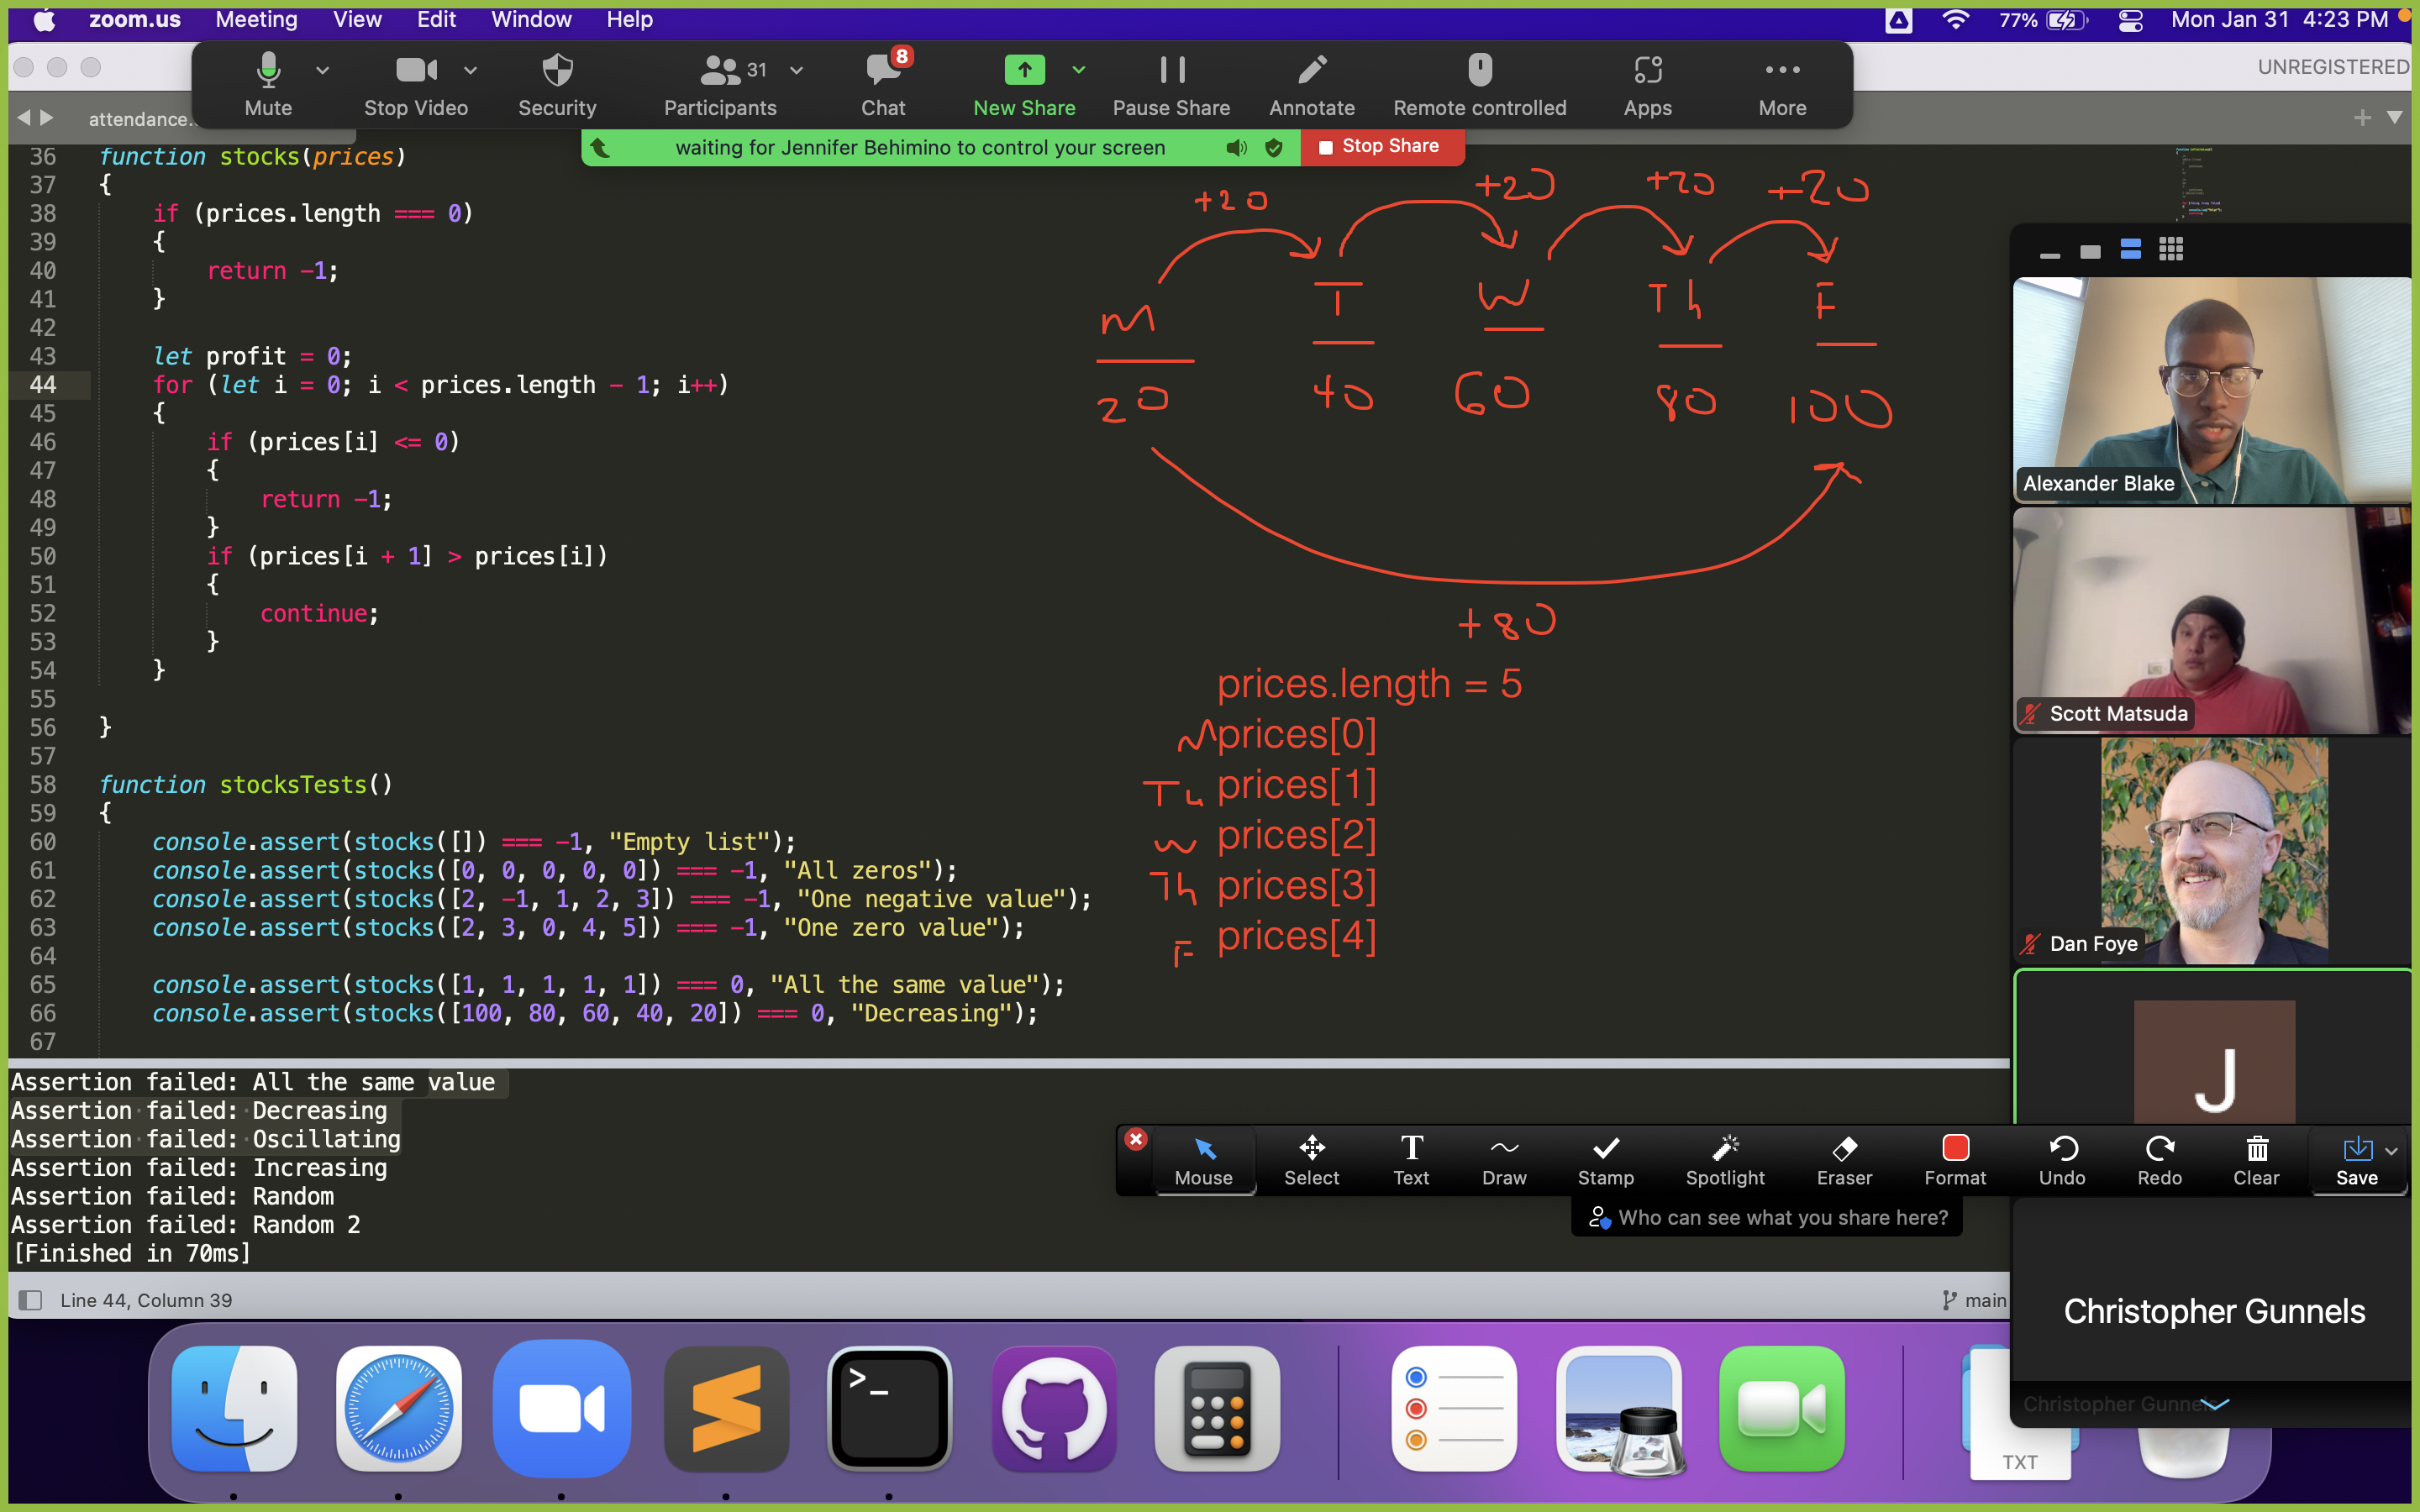 zoom.us Meeting View Edit Window Help 77% Mon Jan 31 4:23 PM
UNREGISTERED
Mute Stop Video Security Participants 31 Chat 8 New Share Pause Share Annotate Remote controlled Apps More
attendance.
waiting for Jennifer Behimino to control your screen Stop Share
36 function stocks(prices)
37 {
38 if (prices.length === 0)
39 {
40 return -1;
41 }
42
43 let profit = 0;
44 for (let i = 0; i < prices.length - 1; i++)
45 {
46 if (prices[i] <= 0)
47 {
48 return -1;
49 }
50 if (prices[i + 1] > prices[i])
51 {
52 continue;
53 }
54 }
55
56 }
57
58 function stocksTests()
59 {
60 console.assert(stocks([]) === -1, "Empty list");
61 console.assert(stocks([0, 0, 0, 0, 0]) === -1, "All zeros");
62 console.assert(stocks([2, -1, 1, 2, 3]) === -1, "One negative value");
63 console.assert(stocks([2, 3, 0, 4, 5]) === -1, "One zero value");
64
65 console.assert(stocks([1, 1, 1, 1, 1]) === 0, "All the same value");
66 console.assert(stocks([100, 80, 60, 40, 20]) === 0, "Decreasing");
67
+20 +20 +20 +20
M T W Th F
20 40 60 80 100
+80
prices.length = 5
M prices[0]
Tu prices[1]
W prices[2]
Th prices[3]
F prices[4]
Alexander Blake
Scott Matsuda
Dan Foye
J
Christopher Gunnels
Christopher Gunnels
Assertion failed: All the same value
Assertion failed: Decreasing
Assertion failed: Oscillating
Assertion failed: Increasing
Assertion failed: Random
Assertion failed: Random 2
[Finished in 70ms]
Mouse Select Text Draw Stamp Spotlight Eraser Format Undo Redo Clear Save
Who can see what you share here?
Line 44, Column 39 main
TXT